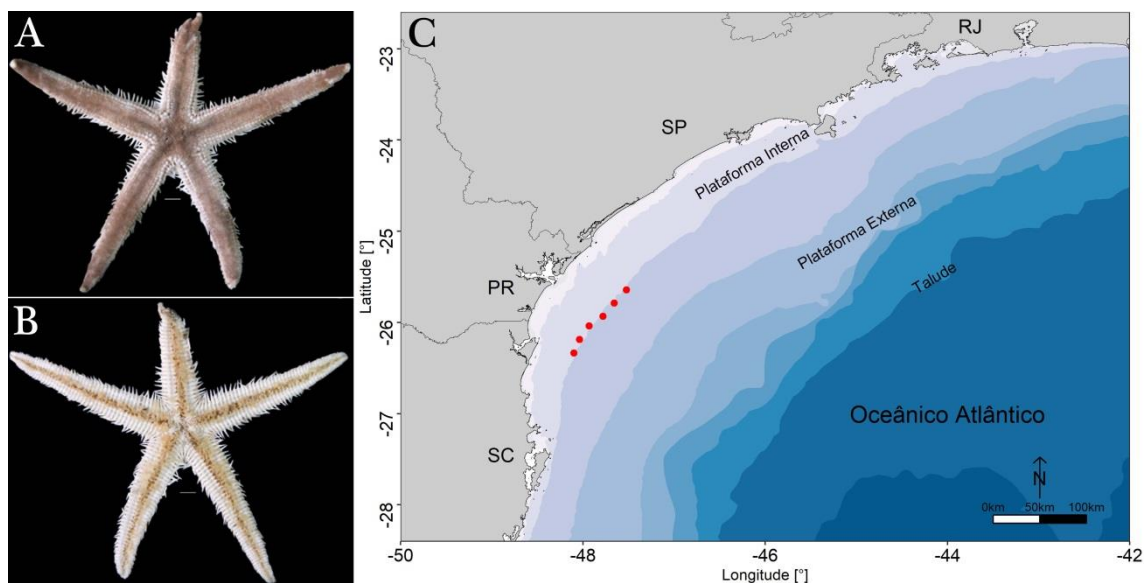 A
B
C
RJ
SP
PR
SC
Plataforma Interna
Plataforma Externa
Talude
Oceânico Atlântico
N
0km 50km 100km
-23
-24
-25
-26
-27
-28
Latitude [°]
-50 -48 -46 -44 -42
Longitude [°]